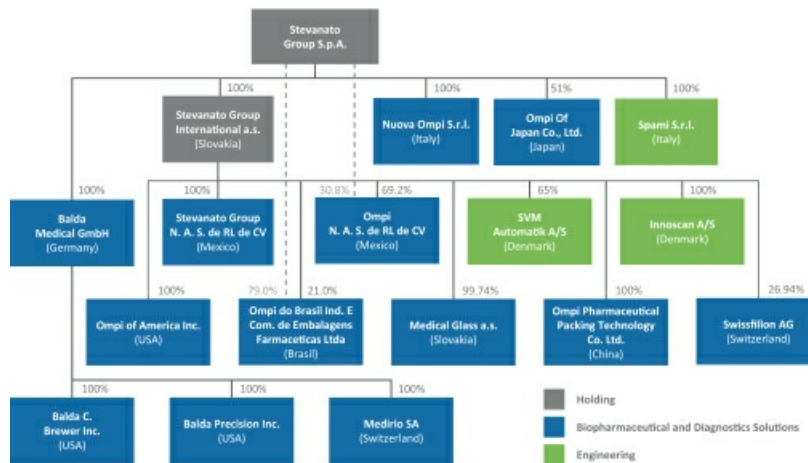 Stevanato
Group S.p.A.
100%
100%
51%
100%
Stevanato Group
International a.s.
(Slovakia)
Nuova Ompi S.r.l.
(Italy)
Ompi Of
Japan Co., Ltd.
(Japan)
Spami S.r.l.
(Italy)
100%
100%
30.8%
69.2%
65%
100%
Balda
Medical GmbH
(Germany)
Stevanato Group
N. A. S. de RL de CV
(Mexico)
Ompi
N. A. S. de RL de CV
(Mexico)
SVM
Automatik A/S
(Denmark)
Innoscan A/S
(Denmark)
100%
79.0%
21.0%
99.74%
100%
26.94%
Ompi of America Inc.
(USA)
Ompi do Brasil Ind. E
Com. de Embalagens
Farmaceticas Ltda
(Brasil)
Medical Glass a.s.
(Slovakia)
Ompi Pharmaceutical
Packing Technology
Co. Ltd.
(China)
Swissfillon AG
(Switzerland)
100%
100%
100%
Balda C.
Brewer Inc.
(USA)
Balda Precision Inc.
(USA)
Medirio SA
(Switzerland)
Holding
Biopharmaceutical and Diagnostics Solutions
Engineering